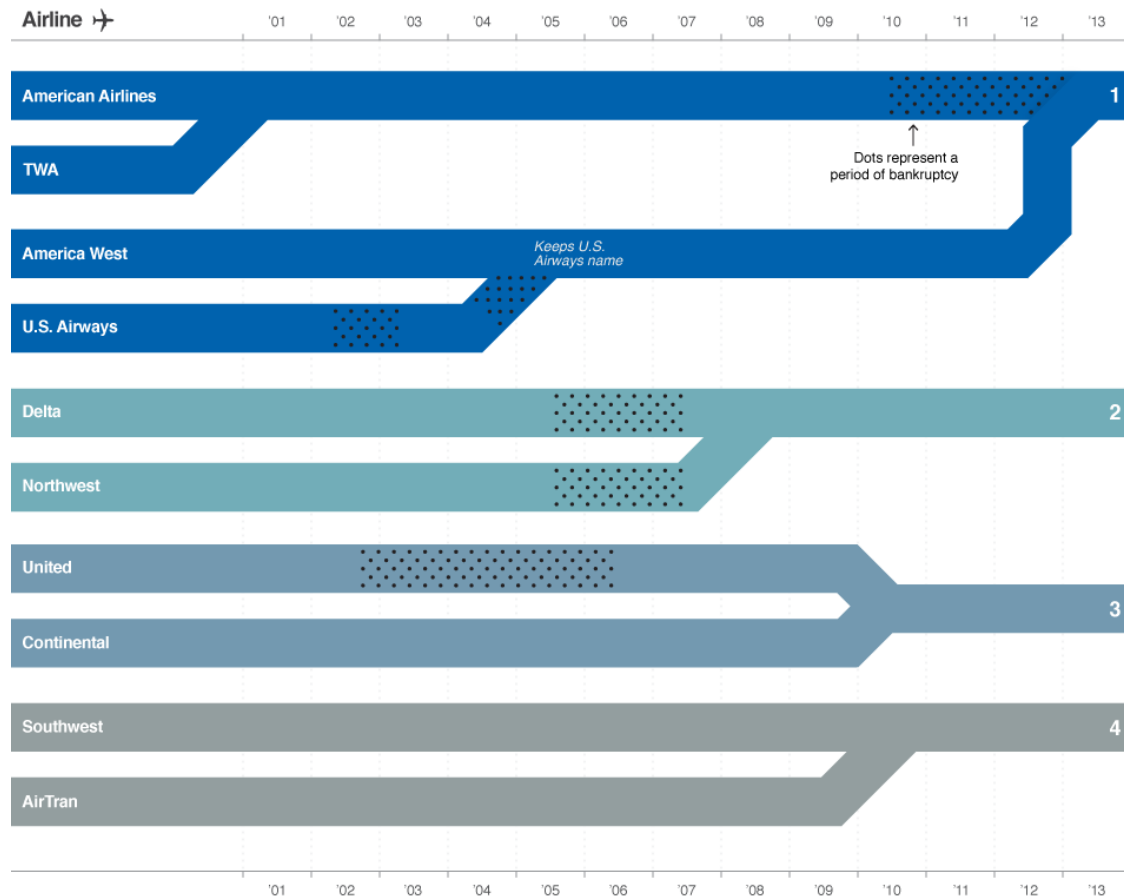 Airline
'01 '02 '03 '04 '05 '06 '07 '08 '09 '10 '11 '12 '13
American Airlines
1
Dots represent a
period of bankruptcy
TWA
America West
Keeps U.S.
Airways name
U.S. Airways
Delta
2
Northwest
United
3
Continental
Southwest
4
AirTran
'01 '02 '03 '04 '05 '06 '07 '08 '09 '10 '11 '12 '13